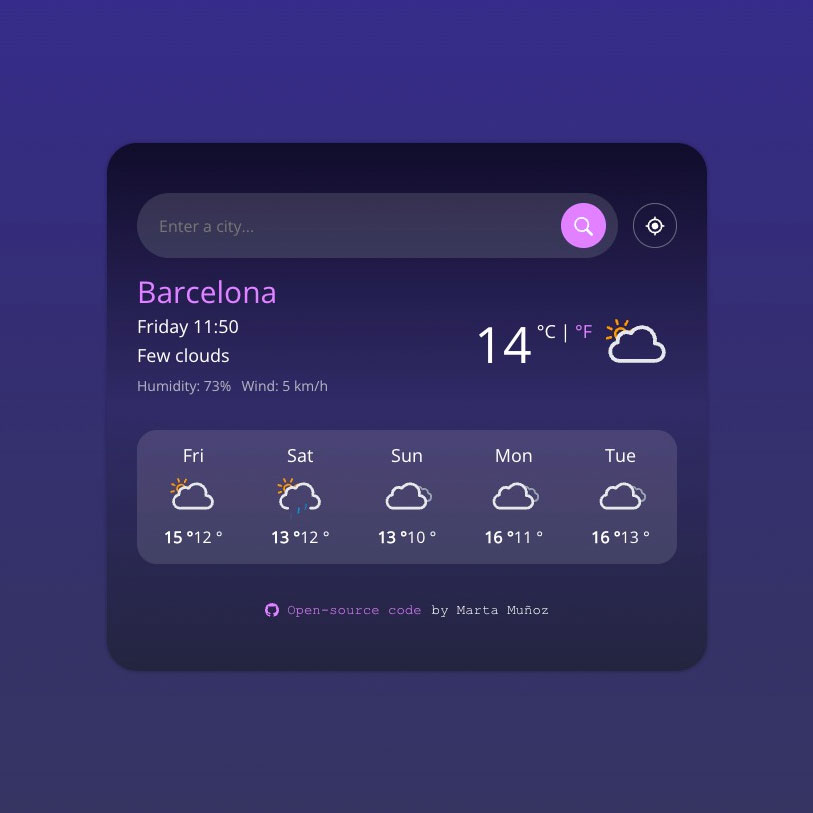 Enter a city...
Barcelona
Friday 11:50
Few clouds
Humidity: 73% Wind: 5 km/h
14 °C | °F
Fri Sat Sun Mon Tue
15 °12 ° 13 °12 ° 13 °10 ° 16 °11 ° 16 °13 °
Open-source code by Marta Muñoz